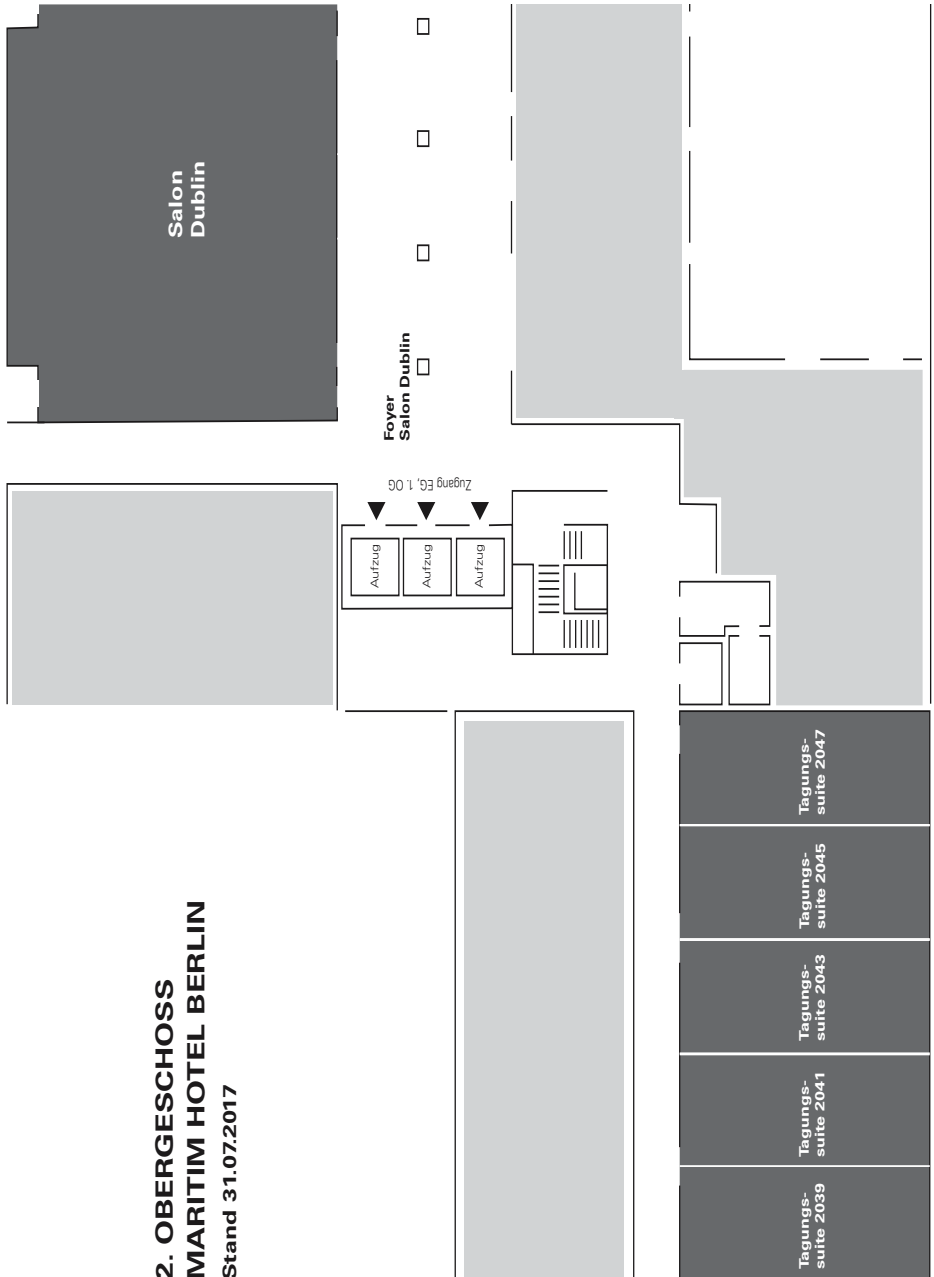 2. OBERGESCHOSS
MARITIM HOTEL BERLIN
Stand 31.07.2017
Salon
Dublin
Foyer
Salon Dublin
Zugang EG, 1. OG
Aufzug
Aufzug
Aufzug
Tagungs-
suite 2039
Tagungs-
suite 2041
Tagungs-
suite 2043
Tagungs-
suite 2045
Tagungs-
suite 2047